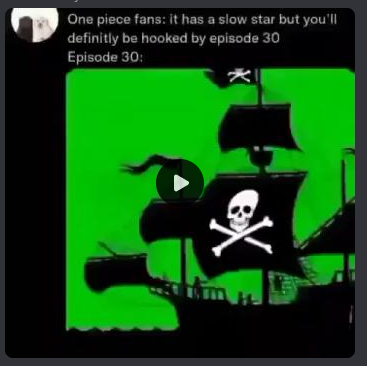 One piece fans: it has a slow star but you'll
definitly be hooked by episode 30
Episode 30: